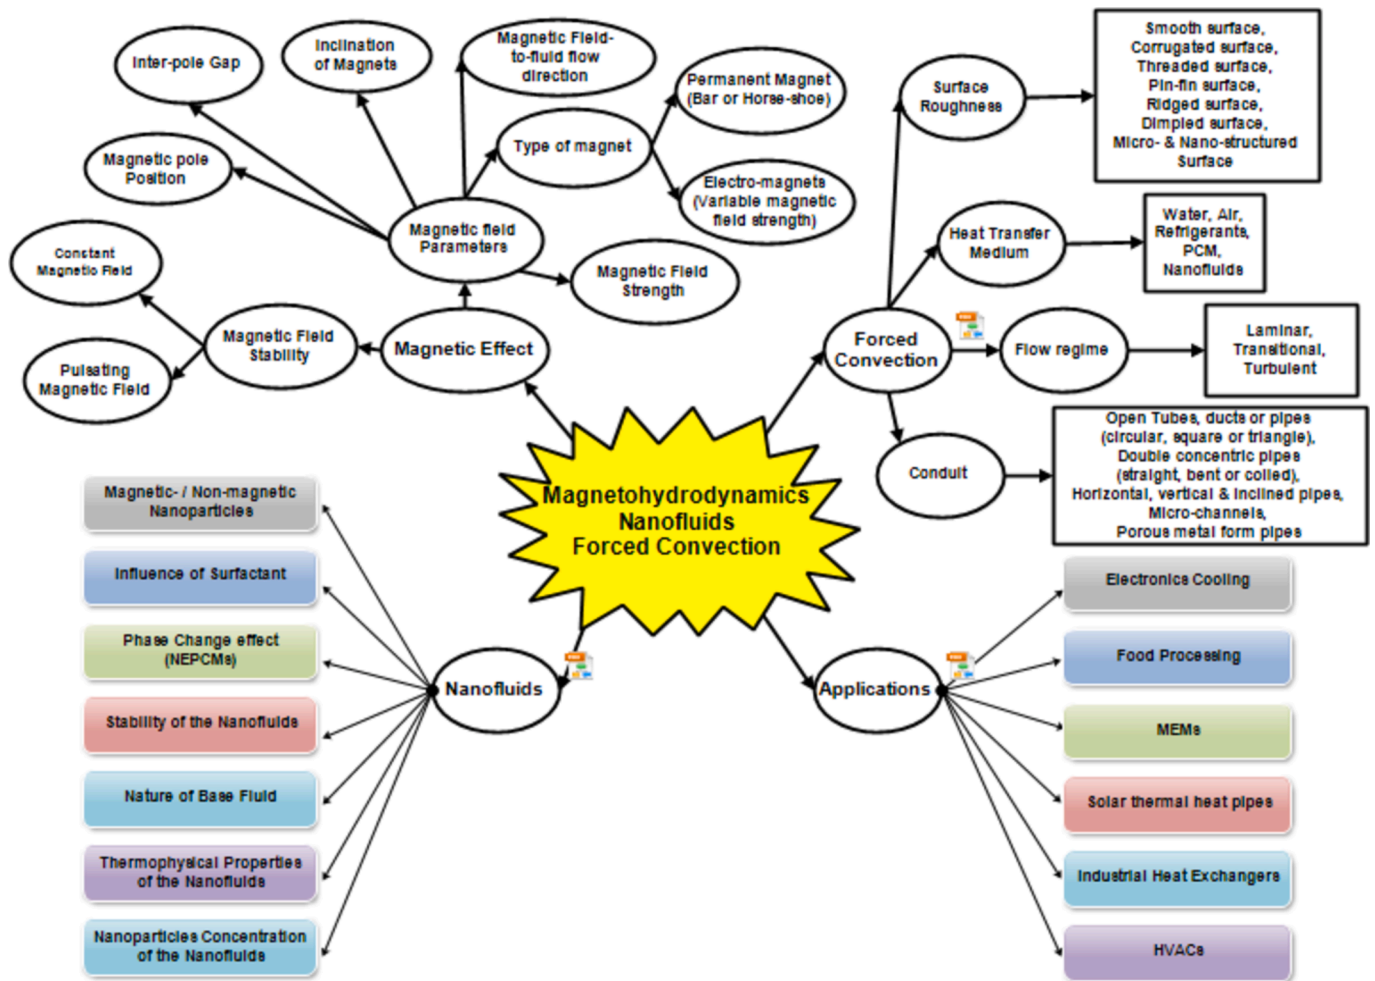 Inter-pole Gap
Inclination
of Magnets
Magnetic Field-
to-fluid flow
direction
Permanent Magnet
(Bar or Horse-shoe)
Type of magnet
Magnetic pole
Position
Electro-magnets
(Variable magnetic
field strength)
Magnetic field
Parameters
Constant
Magnetic Field
Magnetic Field
Strength
Magnetic Field
Stability
Magnetic Effect
Pulsating
Magnetic Field
Surface
Roughness
Smooth surface,
Corrugated surface,
Threaded surface,
Pin-fin surface,
Ridged surface,
Dimpled surface,
Micro- & Nano-structured
Surface
Heat Transfer
Medium
Water, Air,
Refrigerants,
PCM,
Nanofluids
Forced
Convection
Flow regime
Laminar,
Transitional,
Turbulent
Conduit
Open Tubes, ducts or pipes
(circular, square or triangle),
Double concentric pipes
(straight, bent or coiled),
Horizontal, vertical & inclined pipes,
Micro-channels,
Porous metal form pipes
Magnetohydrodynamics
Nanofluids
Forced Convection
Magnetic- / Non-magnetic
Nanoparticles
Influence of Surfactant
Phase Change effect
(NEPCMs)
Stability of the Nanofluids
Nature of Base Fluid
Thermophysical Properties
of the Nanofluids
Nanoparticles Concentration
of the Nanofluids
Nanofluids
Applications
Electronics Cooling
Food Processing
MEMs
Solar thermal heat pipes
Industrial Heat Exchangers
HVACs